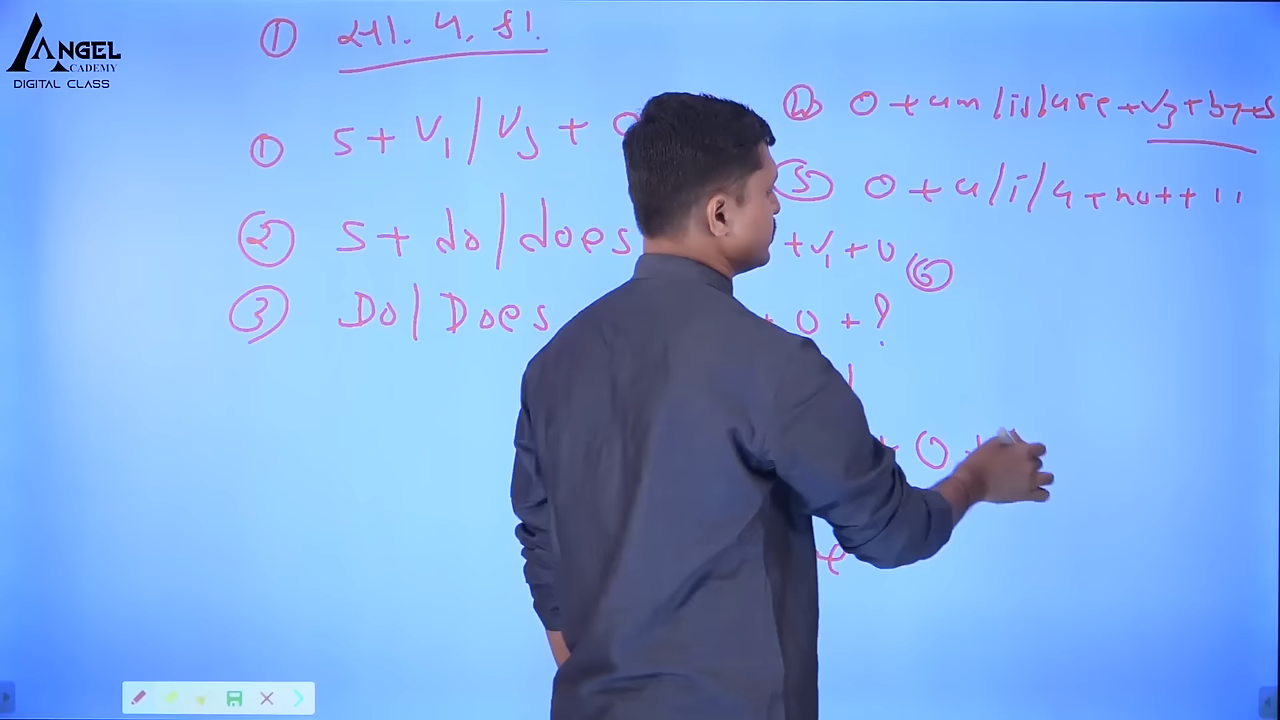 ANGEL
ACADEMY
DIGITAL CLASS
① સા. વ. કા.
① S + V₁ / V₅ + O
② S + do / does + V₁ + O
③ Do / Does + O + ?
④ O + am / is / are + V₃ + by + S
⑤ O + a / i / a + not + 11
⑥
+ O +